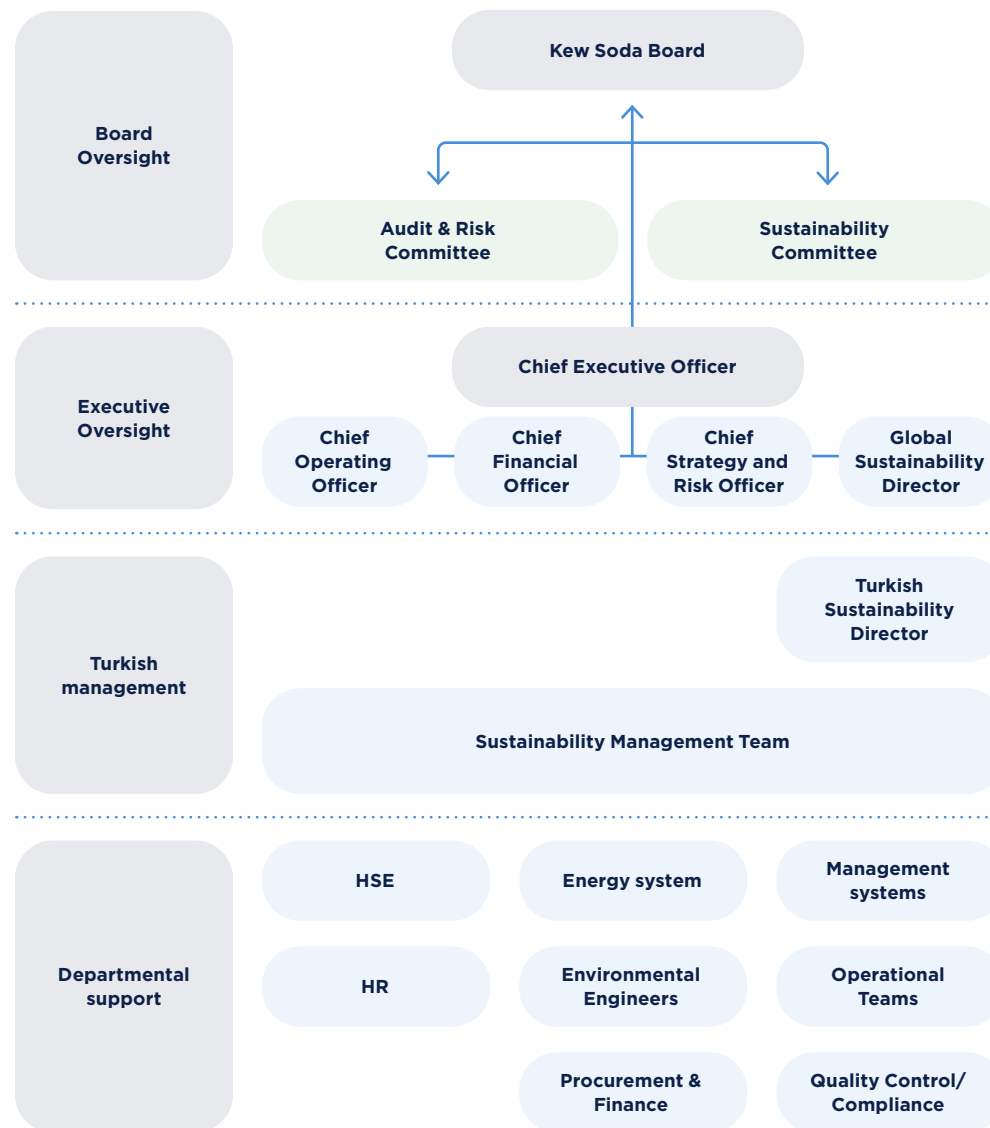 Board
Oversight
Kew Soda Board
Audit & Risk
Committee
Sustainability
Committee
Executive
Oversight
Chief Executive Officer
Chief
Operating
Officer
Chief
Financial
Officer
Chief
Strategy and
Risk Officer
Global
Sustainability
Director
Turkish
management
Turkish
Sustainability
Director
Sustainability Management Team
Departmental
support
HSE
Energy system
Management
systems
HR
Environmental
Engineers
Operational
Teams
Procurement &
Finance
Quality Control/
Compliance